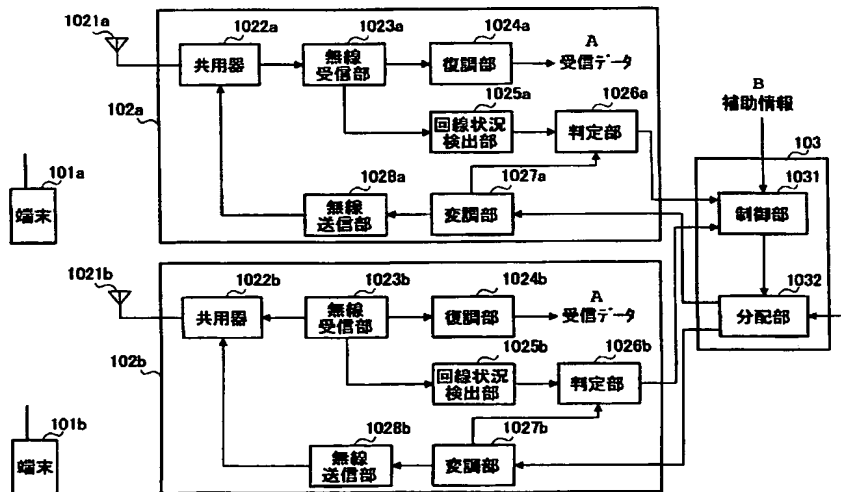 1021a
1022a
共用器
1023a
無線
受信部
1024a
復調部
A
受信データ
1025a
回線状況
検出部
1026a
判定部
B
補助情報
102a
101a
端末
1028a
無線
送信部
1027a
変調部
103
1031
制御部
1021b
1022b
共用器
1023b
無線
受信部
1024b
復調部
A
受信データ
1032
分配部
1025b
回線状況
検出部
1026b
判定部
102b
101b
端末
1028b
無線
送信部
1027b
変調部